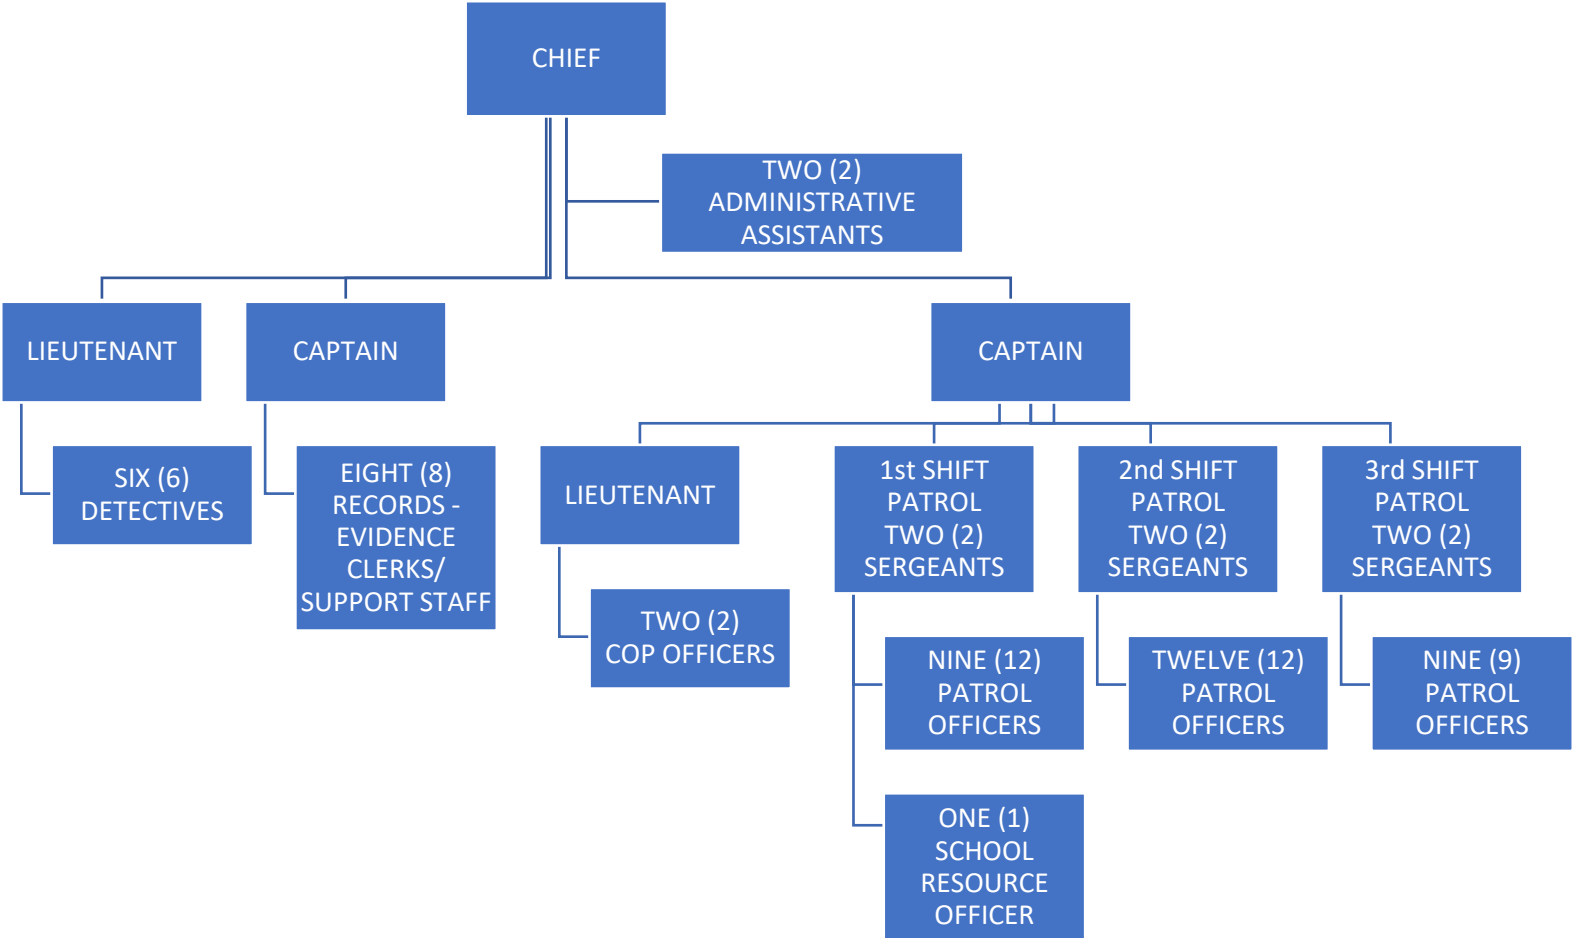 CHIEF
TWO (2)
ADMINISTRATIVE
ASSISTANTS
LIEUTENANT
CAPTAIN
CAPTAIN
SIX (6)
DETECTIVES
EIGHT (8)
RECORDS -
EVIDENCE
CLERKS/
SUPPORT STAFF
LIEUTENANT
1st SHIFT
PATROL
TWO (2)
SERGEANTS
2nd SHIFT
PATROL
TWO (2)
SERGEANTS
3rd SHIFT
PATROL
TWO (2)
SERGEANTS
TWO (2)
COP OFFICERS
NINE (12)
PATROL
OFFICERS
TWELVE (12)
PATROL
OFFICERS
NINE (9)
PATROL
OFFICERS
ONE (1)
SCHOOL
RESOURCE
OFFICER